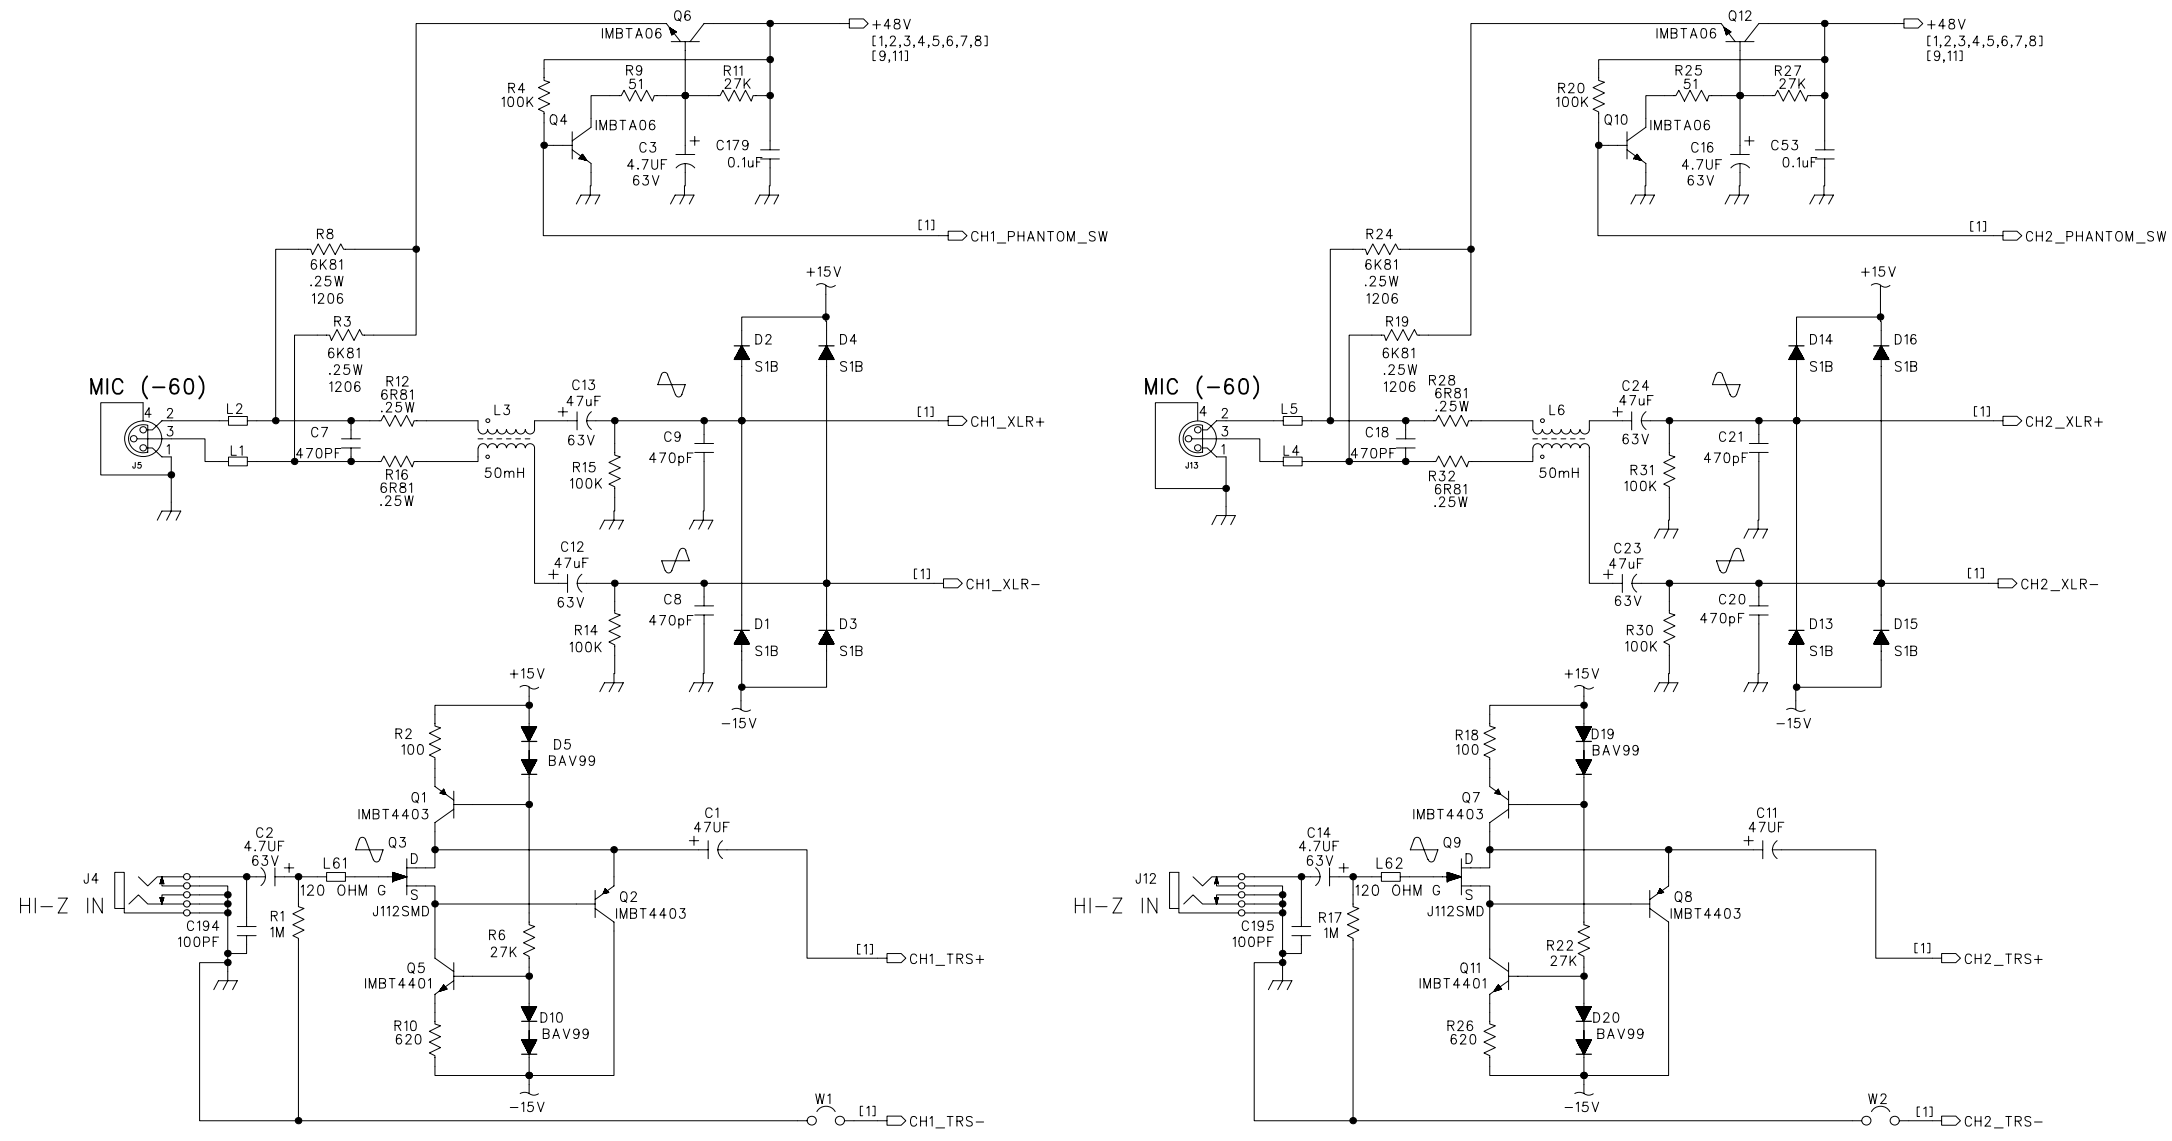 Q6
IMBTA06
+48V
[1,2,3,4,5,6,7,8]
[9,11]
R4
100K
R9
51
R11
27K
Q4
IMBTA06
C3
4.7UF
63V
+
C179
0.1uF
[1]
CH1_PHANTOM_SW
R8
6K81
.25W
1206
R3
6K81
.25W
1206
+15V
D2
S1B
D4
S1B
MIC (-60)
4
2
3
1
J5
L2
L1
C7
470PF
R12
6R81
.25W
R16
6R81
.25W
L3
50mH
C13
47uF
+
63V
R15
100K
C9
470pF
[1]
CH1_XLR+
C12
47uF
+
63V
R14
100K
C8
470pF
[1]
CH1_XLR-
D1
S1B
D3
S1B
-15V
+15V
R2
100
D5
BAV99
Q1
IMBT4403
C1
47UF
+
C2
4.7UF
63V
+
L61
120 OHM
Q3
D
G
S
J112SMD
J4
HI-Z IN
C194
100PF
R1
1M
Q2
IMBT4403
R6
27K
Q5
IMBT4401
R10
620
D10
BAV99
-15V
[1]
CH1_TRS+
W1
[1]
CH1_TRS-
Q12
IMBTA06
+48V
[1,2,3,4,5,6,7,8]
[9,11]
R20
100K
R25
51
R27
27K
Q10
IMBTA06
C16
4.7UF
63V
+
C53
0.1uF
[1]
CH2_PHANTOM_SW
R24
6K81
.25W
1206
R19
6K81
.25W
1206
+15V
D14
S1B
D16
S1B
MIC (-60)
4
2
3
1
J13
L5
L4
C18
470PF
R28
6R81
.25W
R32
6R81
.25W
L6
50mH
C24
47uF
+
63V
R31
100K
C21
470pF
[1]
CH2_XLR+
C23
47uF
+
63V
R30
100K
C20
470pF
[1]
CH2_XLR-
D13
S1B
D15
S1B
-15V
+15V
R18
100
D19
BAV99
Q7
IMBT4403
C11
47UF
+
C14
4.7UF
63V
+
L62
120 OHM
Q9
D
G
S
J112SMD
J12
HI-Z IN
C195
100PF
R17
1M
Q8
IMBT4403
R22
27K
Q11
IMBT4401
R26
620
D20
BAV99
-15V
[1]
CH2_TRS+
W2
[1]
CH2_TRS-